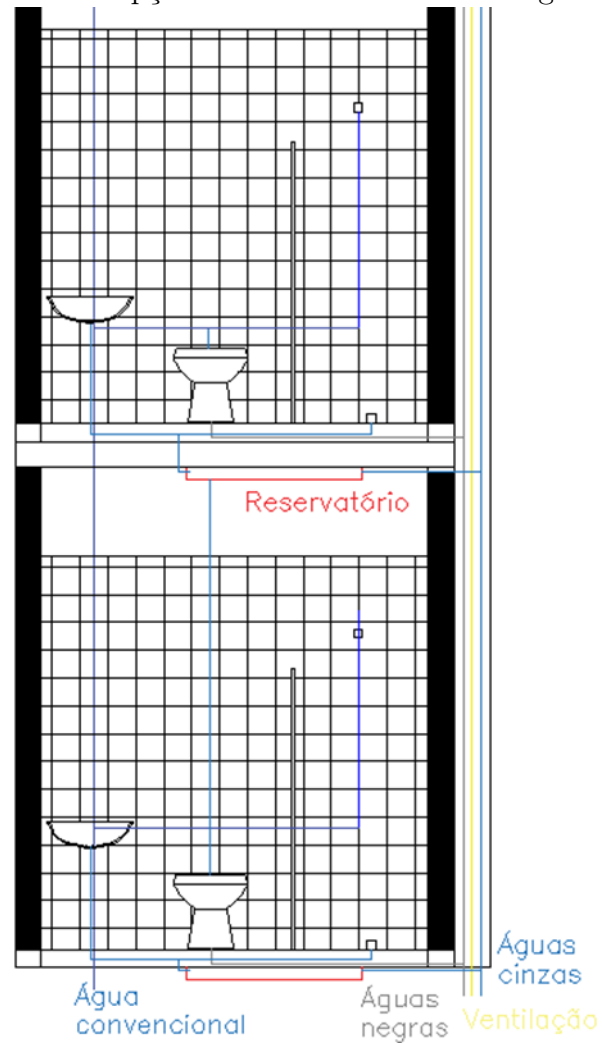 Reservatório
Águas
cinzas
Água
convencional
Águas
negras
Ventilação